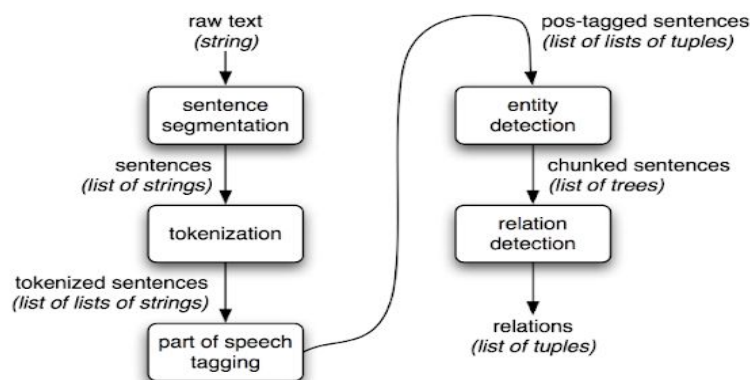 raw text
(string)
sentence
segmentation
sentences
(list of strings)
tokenization
tokenized sentences
(list of lists of strings)
part of speech
tagging
pos-tagged sentences
(list of lists of tuples)
entity
detection
chunked sentences
(list of trees)
relation
detection
relations
(list of tuples)